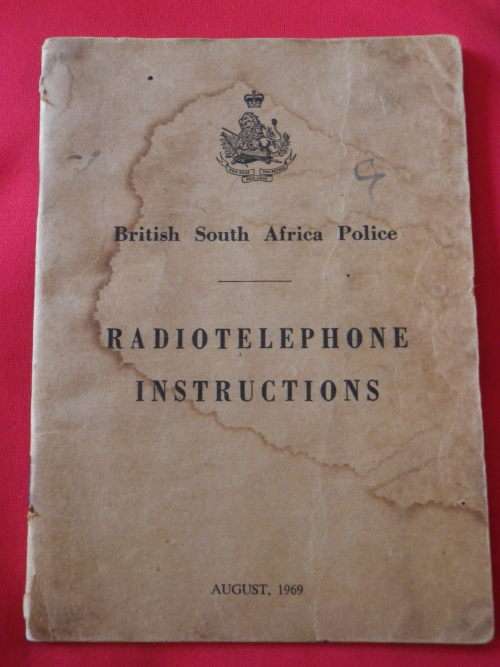 British South Africa Police
RADIOTELEPHONE
INSTRUCTIONS
AUGUST, 1969